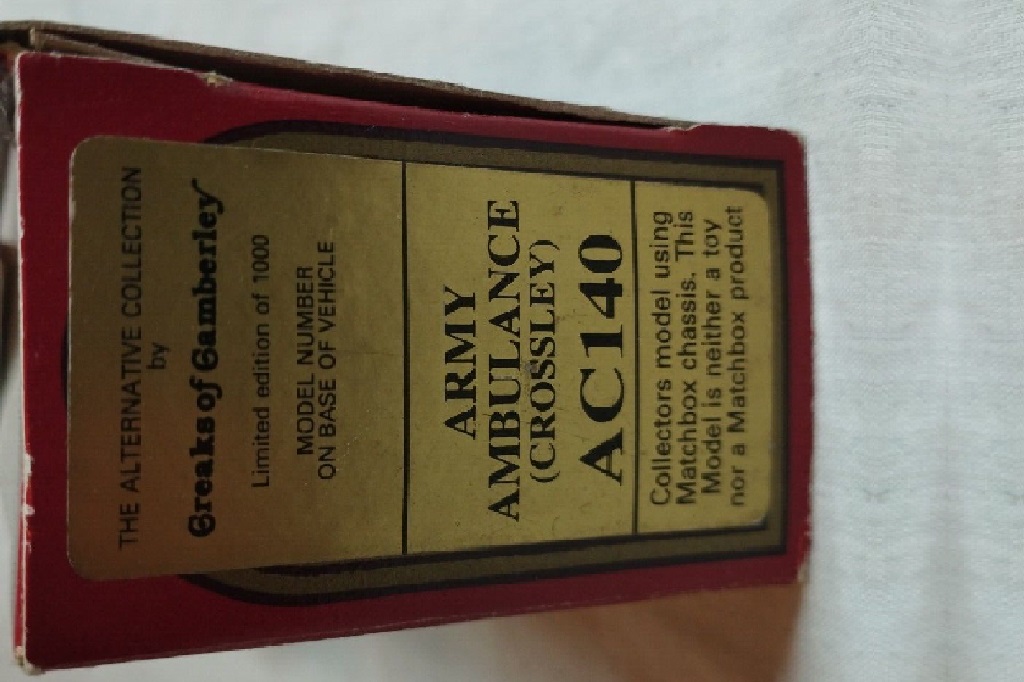 THE ALTERNATIVE COLLECTION
by
Greaks of Gamberley
Limited edition of 1000
MODEL NUMBER
ON BASE OF VEHICLE
ARMY
AMBULANCE
(CROSSLEY)
AC140
Collectors model using
Matchbox chassis. This
Model is neither a toy
nor a Matchbox product